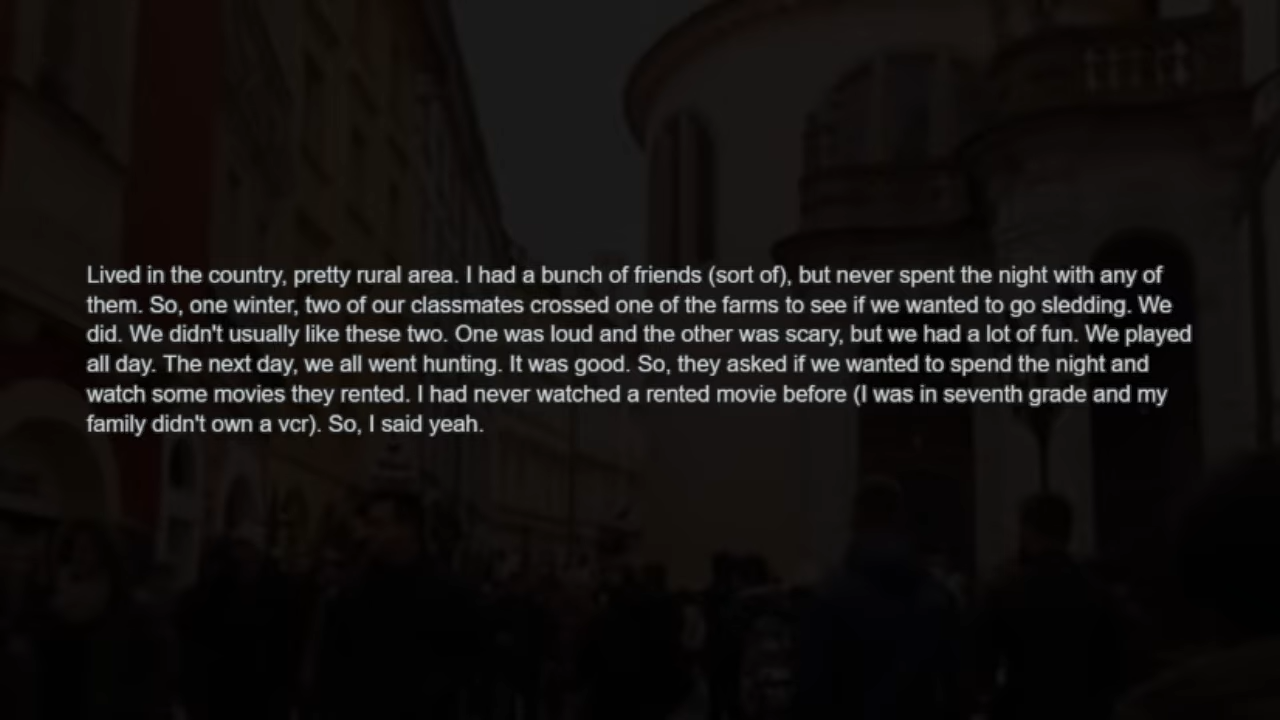 Lived in the country, pretty rural area. I had a bunch of friends (sort of), but never spent the night with any of
them. So, one winter, two of our classmates crossed one of the farms to see if we wanted to go sledding. We
did. We didn't usually like these two. One was loud and the other was scary, but we had a lot of fun. We played
all day. The next day, we all went hunting. It was good. So, they asked if we wanted to spend the night and
watch some movies they rented. I had never watched a rented movie before (I was in seventh grade and my
family didn't own a vcr). So, I said yeah.